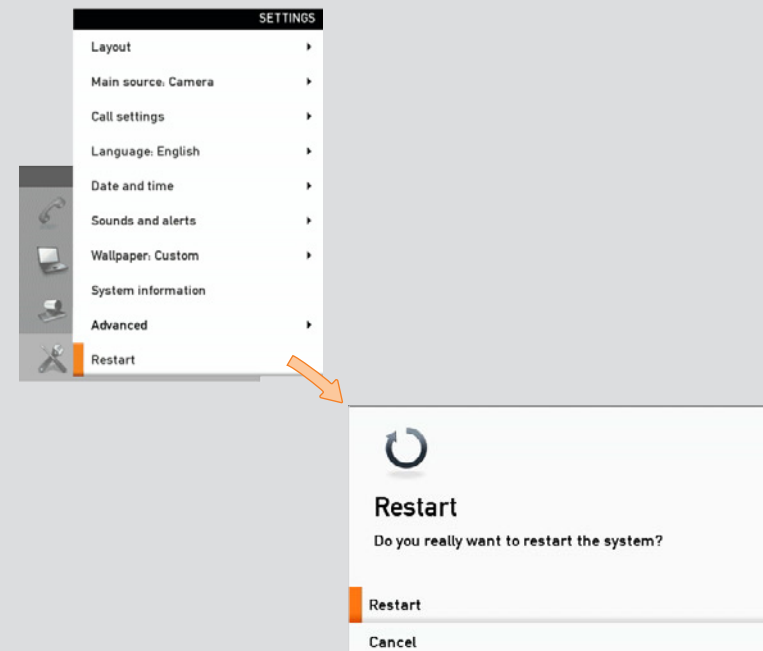 SETTINGS
Layout
Main source: Camera
Call settings
Language: English
Date and time
Sounds and alerts
Wallpaper: Custom
System information
Advanced
Restart
Restart
Do you really want to restart the system?
Restart
Cancel